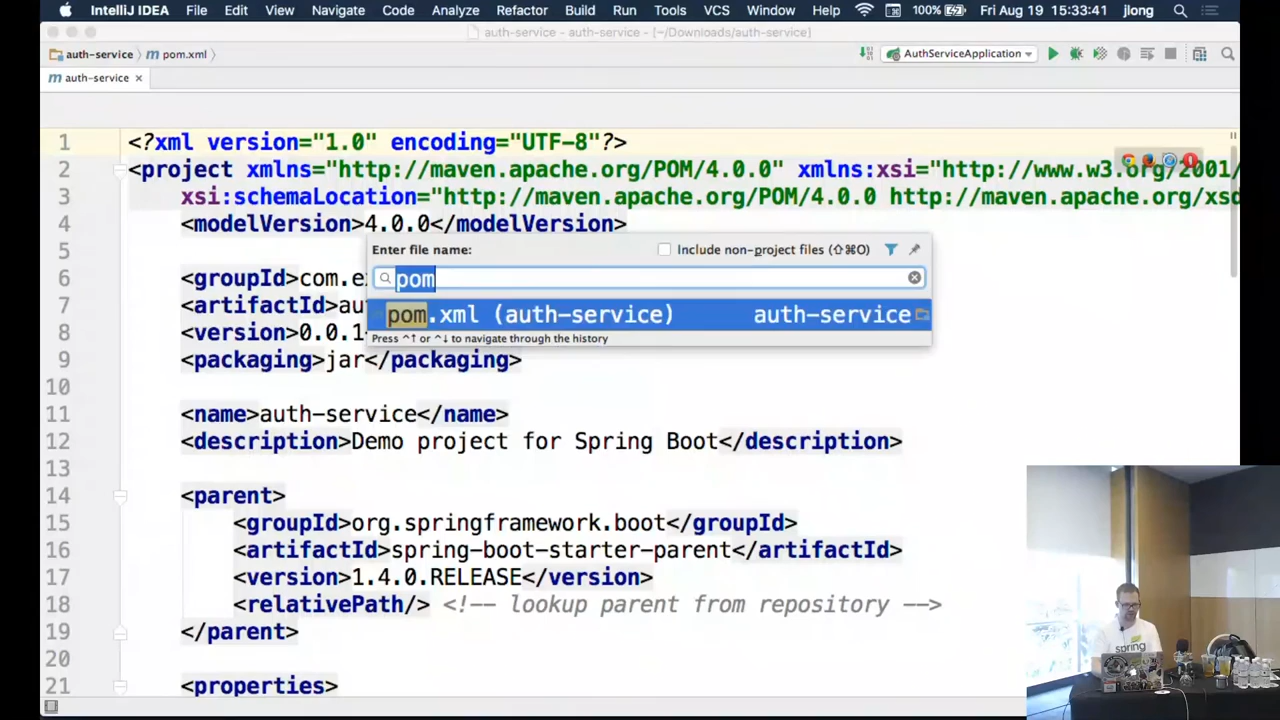 IntelliJ IDEA File Edit View Navigate Code Analyze Refactor Build Run Tools VCS Window Help 100% Fri Aug 19 15:33:41 jlong
auth-service - auth-service - [~/Downloads/auth-service]
auth-service pom.xml AuthServiceApplication
auth-service
1 <?xml version="1.0" encoding="UTF-8"?>
2 <project xmlns="http://maven.apache.org/POM/4.0.0" xmlns:xsi="http://www.w3.org/2001/
3 xsi:schemaLocation="http://maven.apache.org/POM/4.0.0 http://maven.apache.org/xsd
4 <modelVersion>4.0.0</modelVersion>
Enter file name: Include non-project files (⇧⌘O)
5
6 <groupId>com.e
pom
7 <artifactId>au
pom.xml (auth-service) auth-service
8 <version>0.0.1
Press ^↑ or ^↓ to navigate through the history
9 <packaging>jar</packaging>
10
11 <name>auth-service</name>
12 <description>Demo project for Spring Boot</description>
13
14 <parent>
15 <groupId>org.springframework.boot</groupId>
16 <artifactId>spring-boot-starter-parent</artifactId>
17 <version>1.4.0.RELEASE</version>
18 <relativePath/> <!-- lookup parent from repository -->
19 </parent>
20
21 <properties>
spring